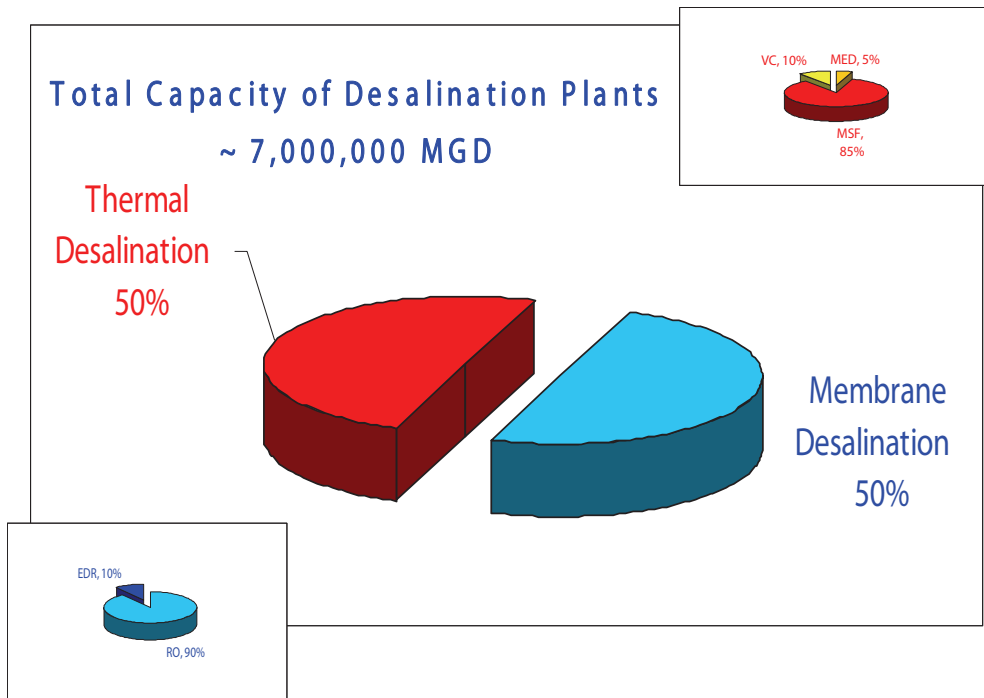 VC, 10%
MED, 5%
MSF,
85%
Total Capacity of Desalination Plants
~ 7,000,000 MGD
Thermal
Desalination
50%
Membrane
Desalination
50%
EDR, 10%
RO, 90%